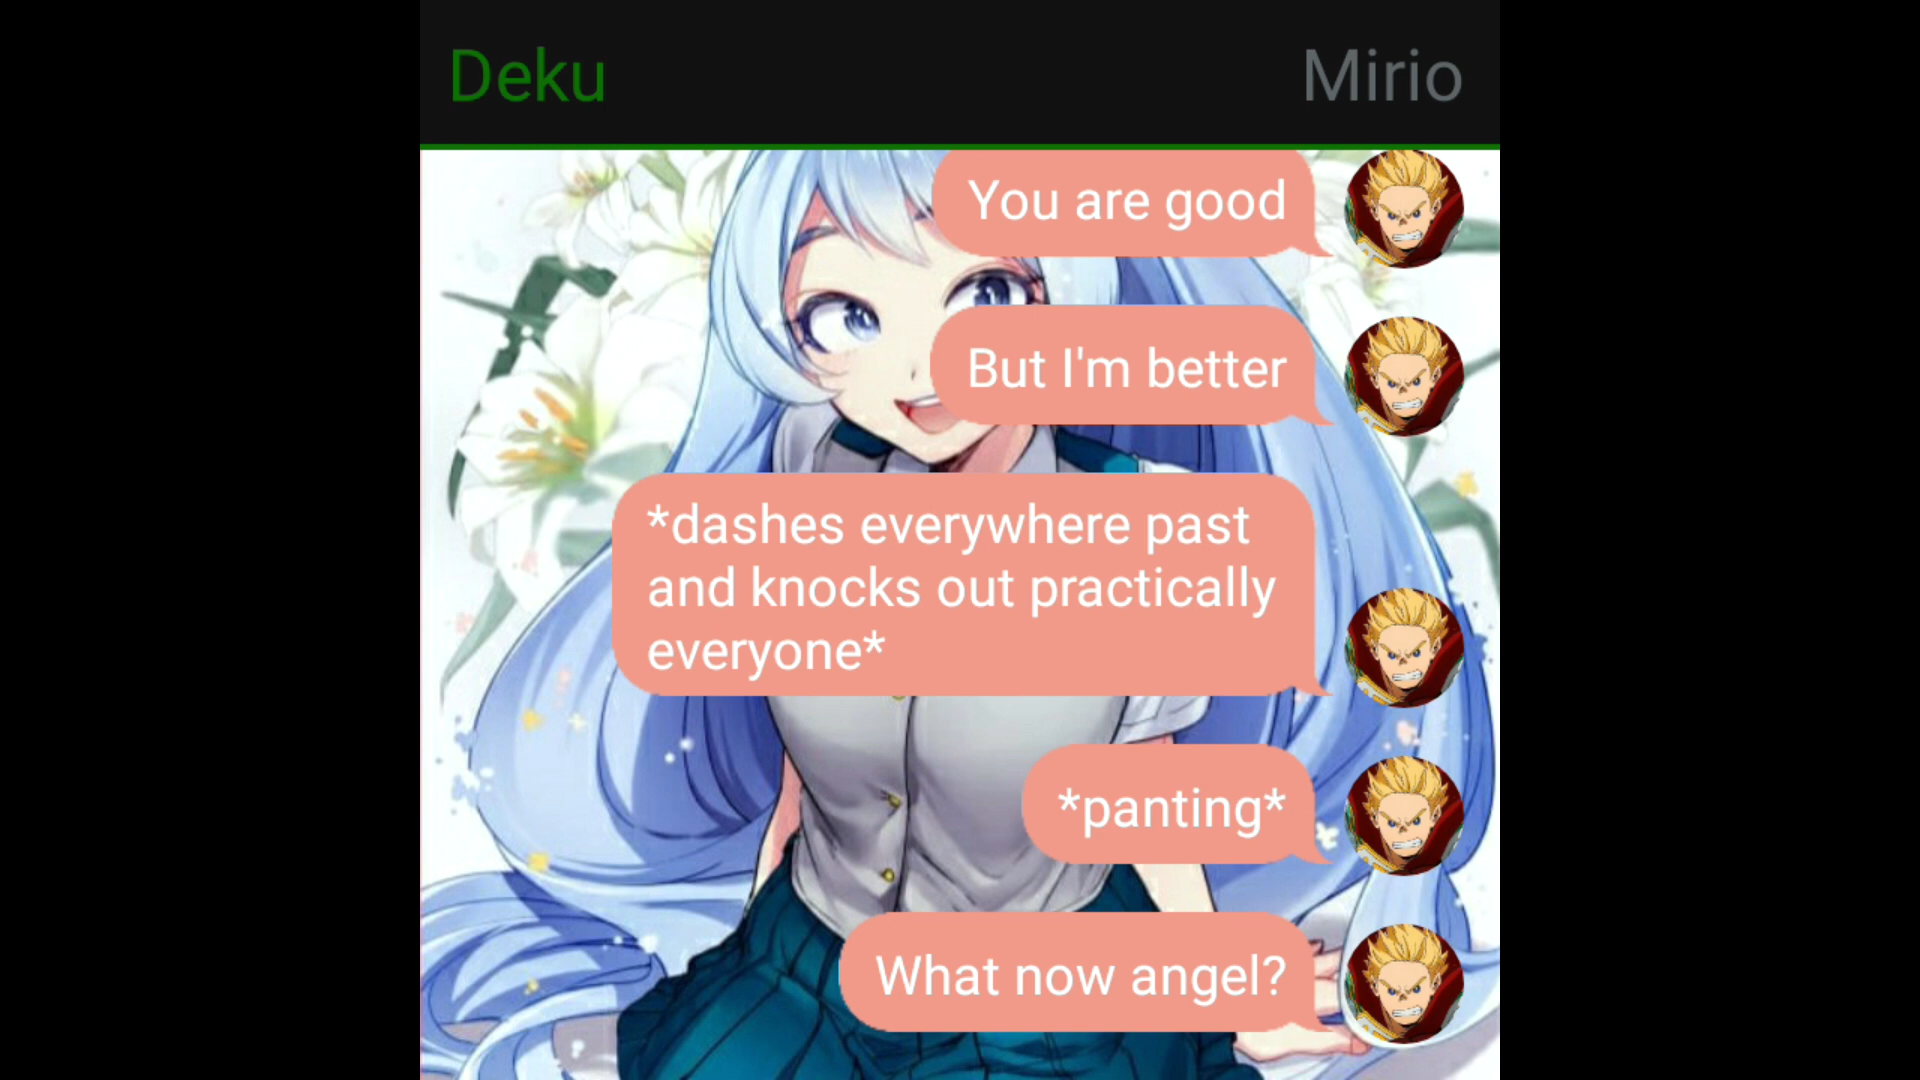 Deku
Mirio
You are good
But I'm better
*dashes everywhere past
and knocks out practically
everyone*
*panting*
What now angel?